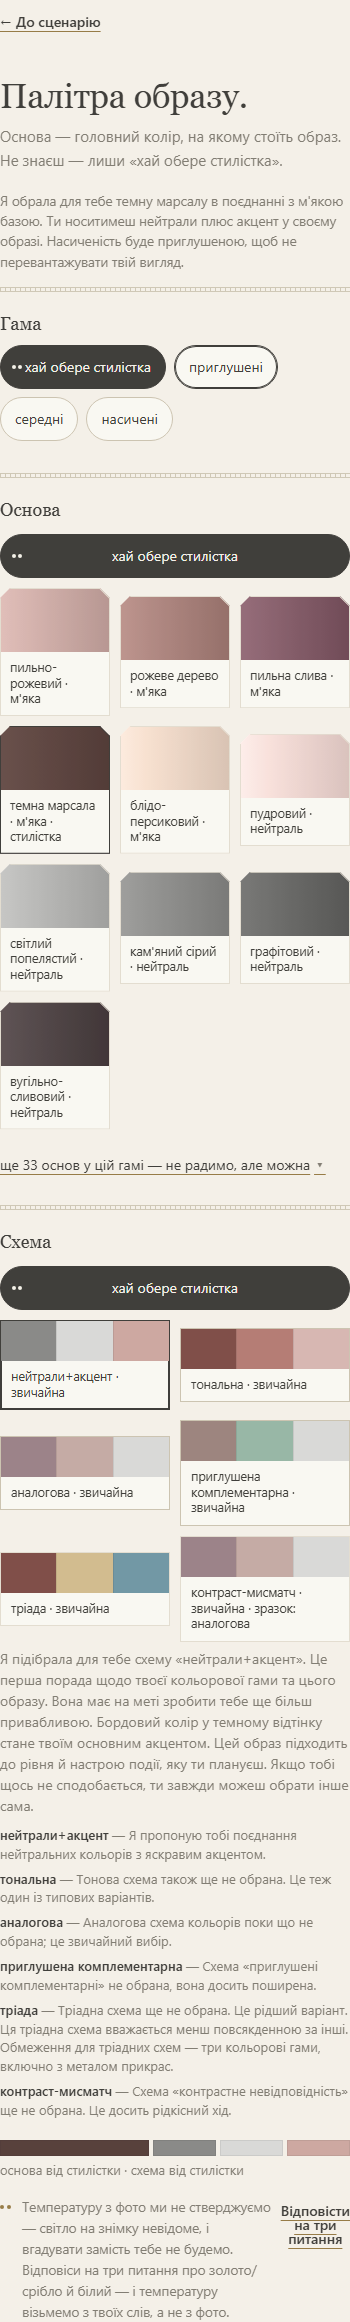 ← До сценарію
Палітра образу.
Основа — головний колір, на якому стоїть образ.
Не знаєш — лиши «хай обере стилістка».
Я обрала для тебе темну марсалу в поєднанні з м'якою
базою. Ти носитимеш нейтрали плюс акцент у своєму
образі. Насиченість буде приглушеною, щоб не
перевантажувати твій вигляд.
Гама
хай обере стилістка
приглушені
середні
насичені
Основа
хай обере стилістка
пильно-
рожевий ·
м'яка
рожеве дерево
· м'яка
пильна слива ·
м'яка
темна марсала
· м'яка ·
стилістка
блідо-
персиковий ·
м'яка
пудровий ·
нейтраль
світлий
попелястий ·
нейтраль
кам'яний сірий
· нейтраль
графітовий ·
нейтраль
вугільно-
сливовий ·
нейтраль
ще 33 основ у цій гамі — не радимо, але можна ▾
Схема
хай обере стилістка
нейтрали+акцент ·
звичайна
тональна · звичайна
аналогова · звичайна
приглушена
комплементарна ·
звичайна
тріада · звичайна
контраст-мисматч ·
звичайна · зразок:
аналогова
Я підібрала для тебе схему «нейтрали+акцент». Це
перша порада щодо твоєї кольорової гами та цього
образу. Вона має на меті зробити тебе ще більш
привабливою. Бордовий колір у темному відтінку
стане твоїм основним акцентом. Цей образ підходить
до рівня й настрою події, яку ти плануєш. Якщо тобі
щось не сподобається, ти завжди можеш обрати інше
сама.
нейтрали+акцент — Я пропоную тобі поєднання
нейтральних кольорів з яскравим акцентом.
тональна — Тонова схема також ще не обрана. Це теж
один із типових варіантів.
аналогова — Аналогова схема кольорів поки що не
обрана; це звичайний вибір.
приглушена комплементарна — Схема «приглушені
комплементарні» не обрана, вона досить поширена.
тріада — Тріадна схема ще не обрана. Це рідший варіант.
Ця тріадна схема вважається менш повсякденною за інші.
Обмеження для тріадних схем — три кольорові гами,
включно з металом прикрас.
контраст-мисматч — Схема «контрастне невідповідність»
ще не обрана. Це досить рідкісний хід.
основа від стилістки · схема від стилістки
Температуру з фото ми не стверджуємо
— світло на знімку невідоме, і
вгадувати замість тебе не будемо.
Відповіси на три питання про золото/
срібло й білий — і температуру
візьмемо з твоїх слів, а не з фото.
Відповісти
на три
питання